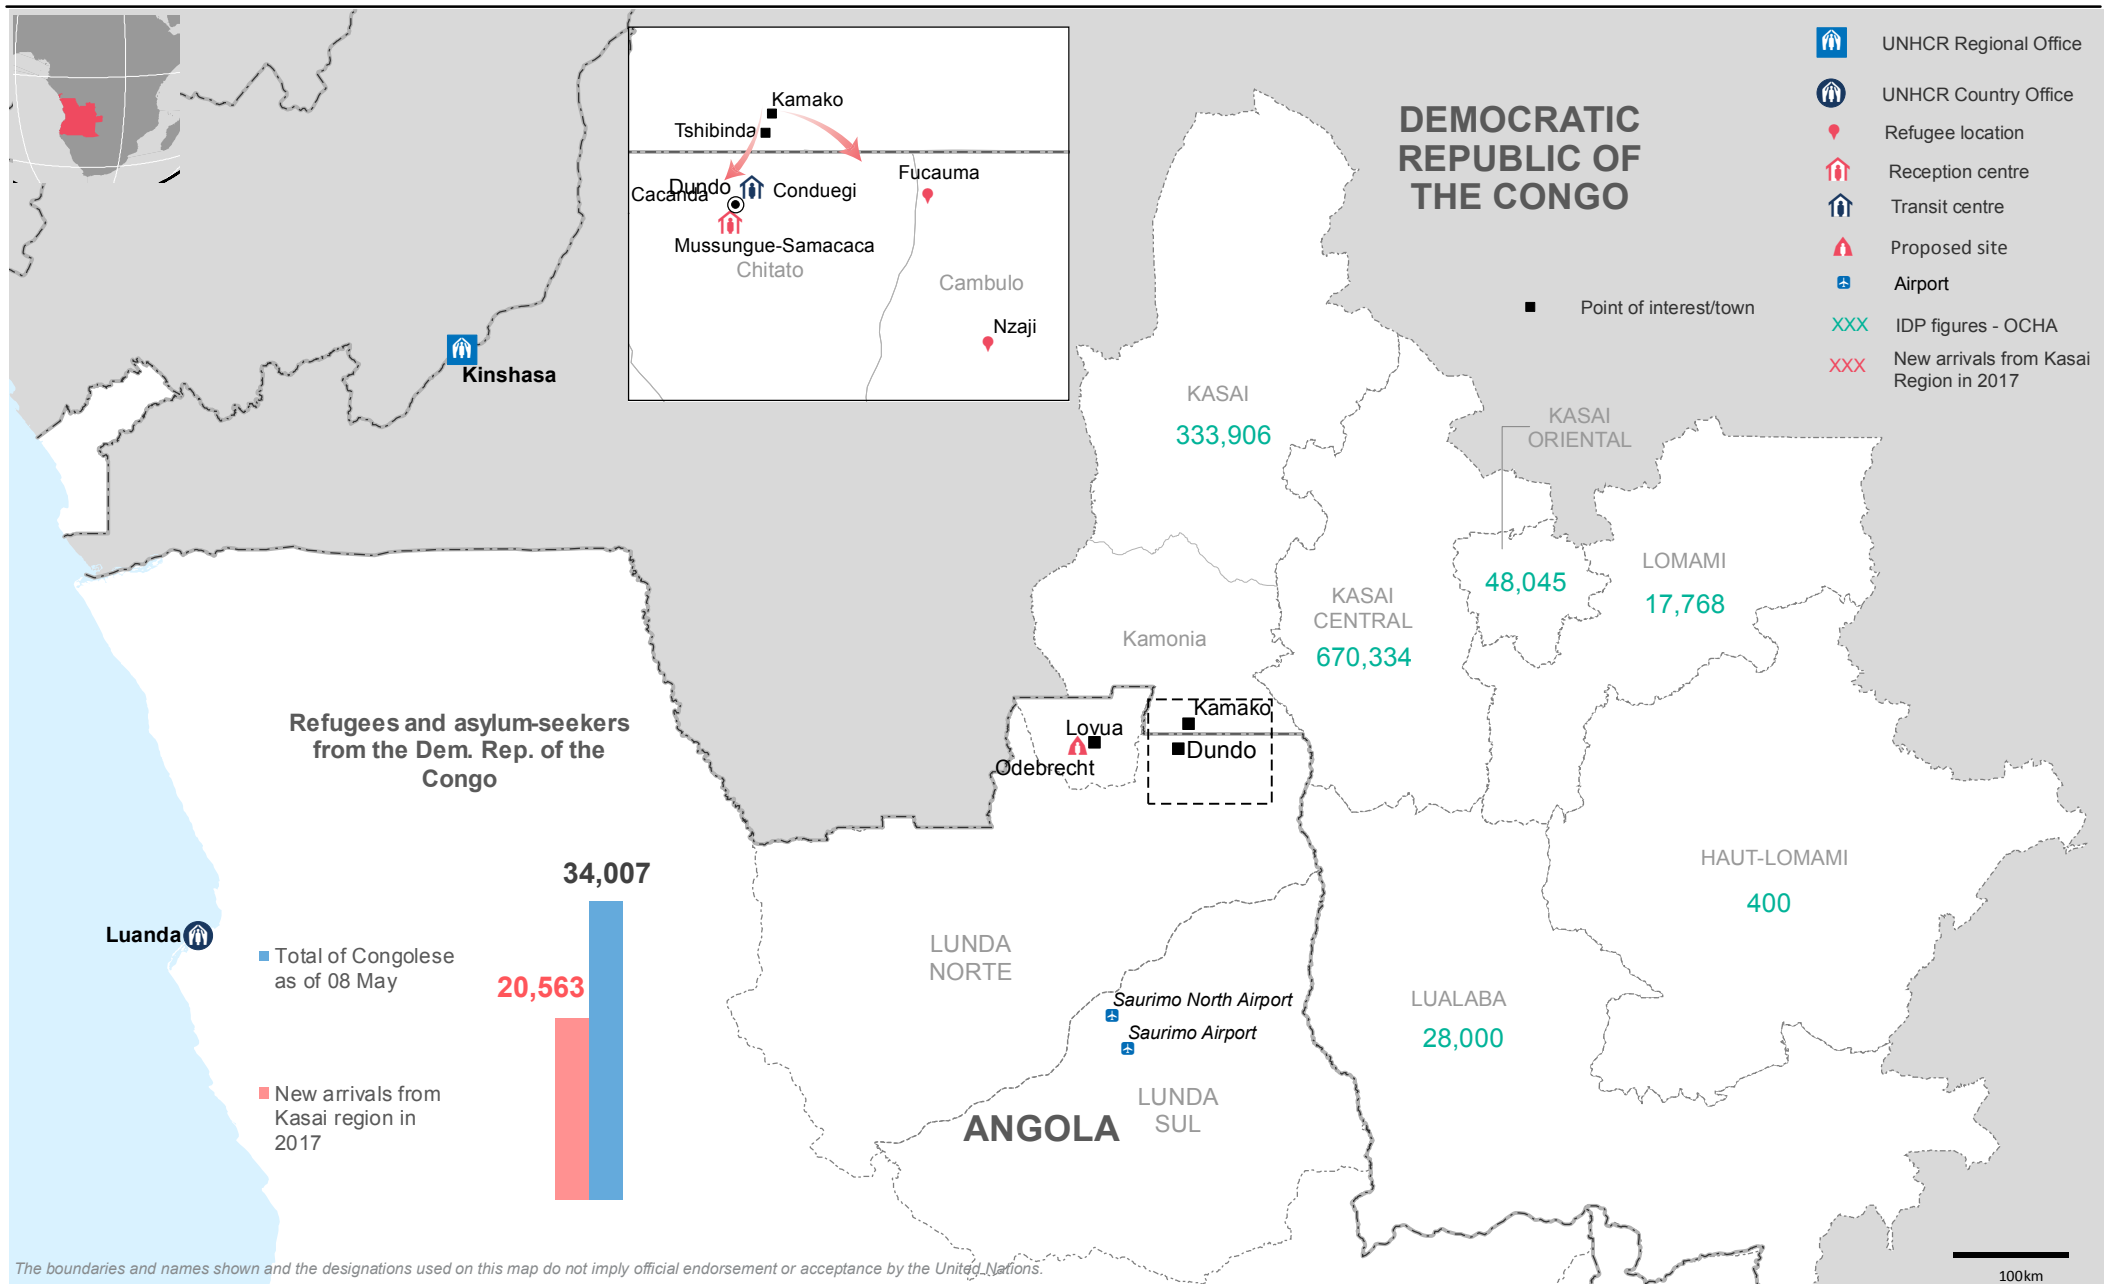 UNHCR Regional Office
UNHCR Country Office
Refugee location
Reception centre
Transit centre
Proposed site
Airport
XXX IDP figures - OCHA
XXX New arrivals from Kasai
Region in 2017
Point of interest/town
DEMOCRATIC
REPUBLIC OF
THE CONGO
Kamako
Tshibinda
Fucauma
Dundo
Cacanda
Conduegi
Mussungue-Samacaca
Chitato
Cambulo
Nzaji
Kinshasa
KASAI
333,906
KASAI
ORIENTAL
48,045
LOMAMI
17,768
KASAI
CENTRAL
670,334
Kamonia
Kamako
Lovua
Dundo
Odebrecht
HAUT-LOMAMI
400
LUALABA
28,000
LUNDA
NORTE
Saurimo North Airport
Saurimo Airport
LUNDA
SUL
ANGOLA
Luanda
Refugees and asylum-seekers
from the Dem. Rep. of the
Congo
34,007
20,563
Total of Congolese
as of 08 May
New arrivals from
Kasai region in
2017
The boundaries and names shown and the designations used on this map do not imply official endorsement or acceptance by the United Nations.
100km